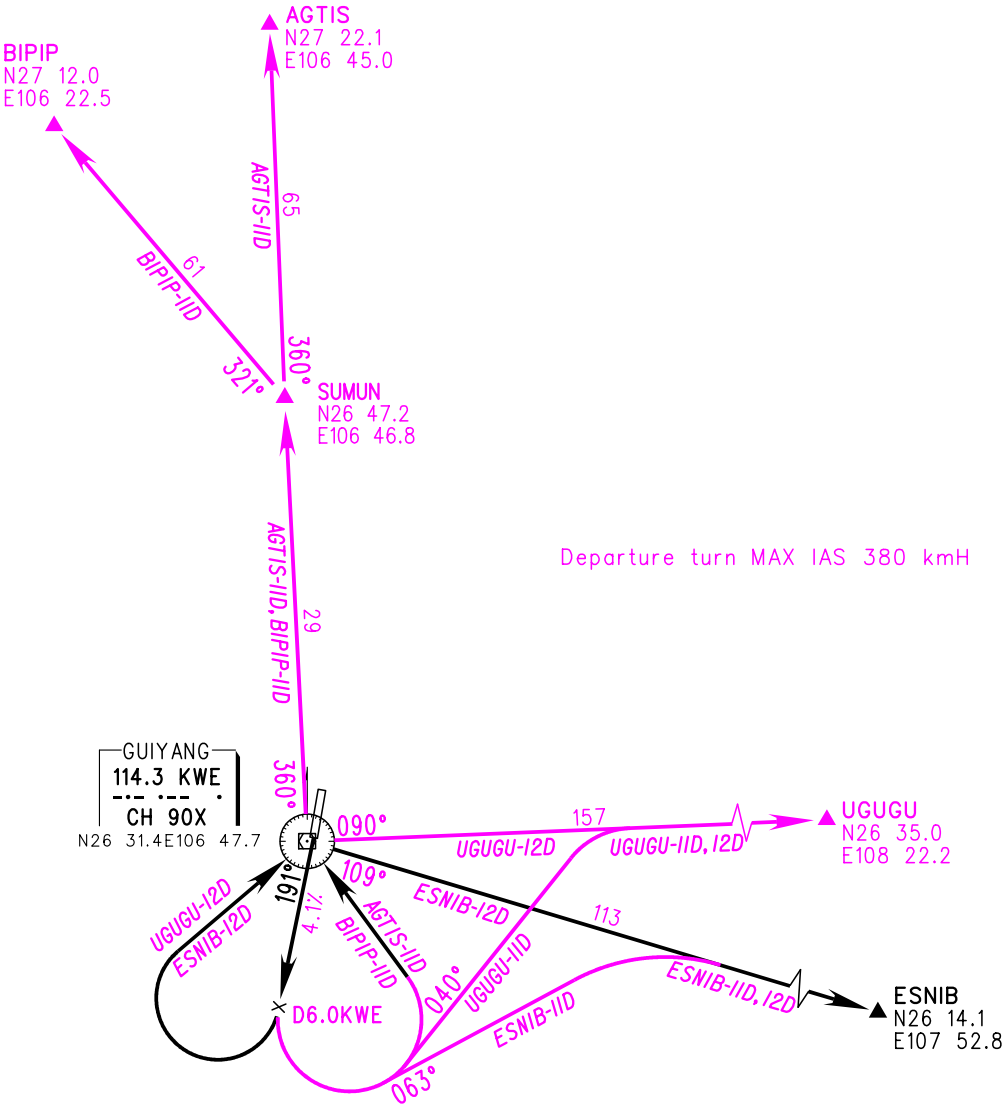 AGTIS
N27 22.1
E106 45.0
BIPIP
N27 12.0
E106 22.5
AGTIS-11D
65
61
BIPIP-11D
360°
321°
SUMUN
N26 47.2
E106 46.8
AGTIS-11D, BIPIP-11D
29
Departure turn MAX IAS 380 kmH
GUIYANG
114.3 KWE
CH 90X
N26 31.4E106 47.7
360°
090°
157
UGUGU-12D
UGUGU-11D, 12D
UGUGU
N26 35.0
E108 22.2
109°
191°
4.1%
ESNIB-12D
113
UGUGU-12D
ESNIB-12D
AGTIS-11D
BIPIP-11D
040°
UGUGU-11D
ESNIB-11D
ESNIB-11D, 12D
ESNIB
N26 14.1
E107 52.8
D6.0KWE
063°